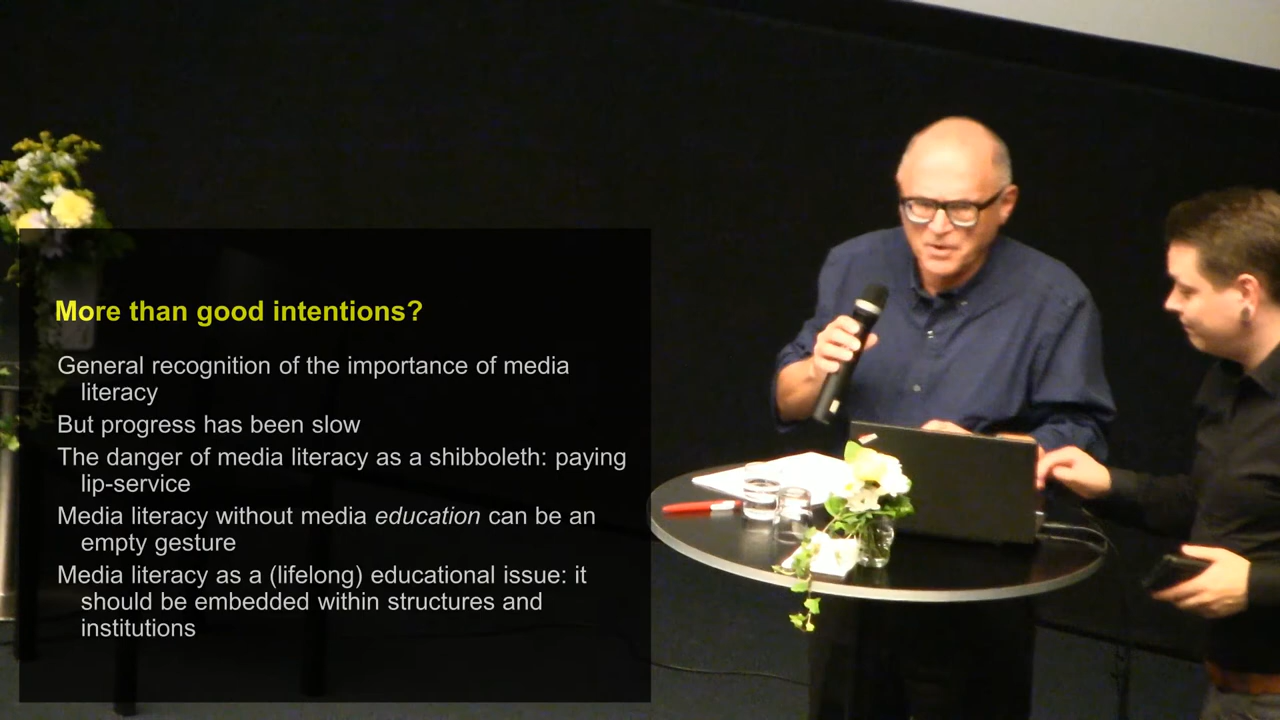 More than good intentions?
General recognition of the importance of media
literacy
But progress has been slow
The danger of media literacy as a shibboleth: paying
lip-service
Media literacy without media education can be an
empty gesture
Media literacy as a (lifelong) educational issue: it
should be embedded within structures and
institutions